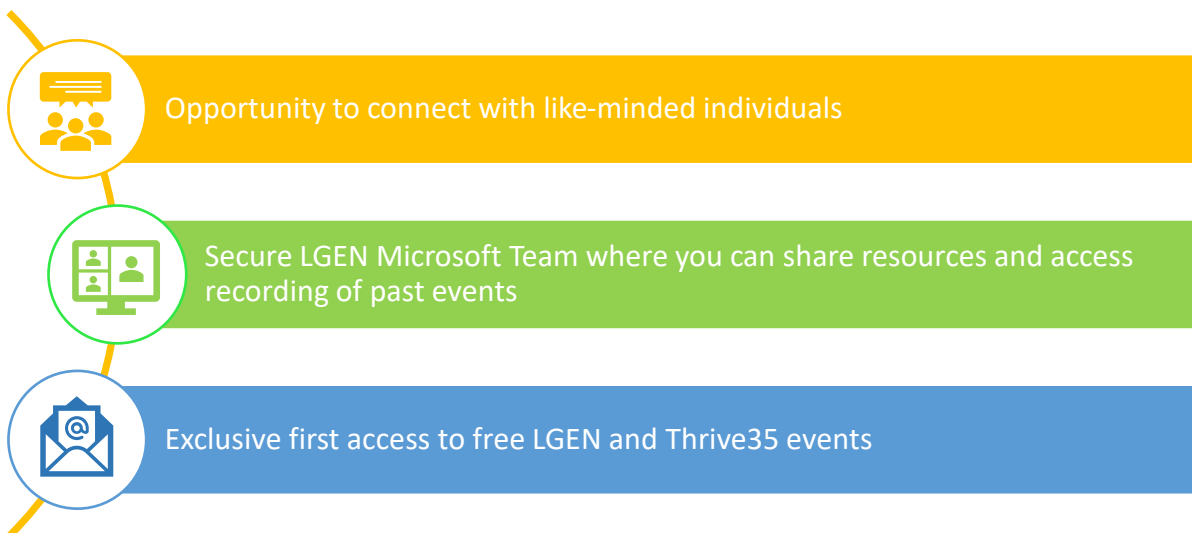 Opportunity to connect with like-minded individuals
Secure LGEN Microsoft Team where you can share resources and access
recording of past events
@
Exclusive first access to free LGEN and Thrive35 events